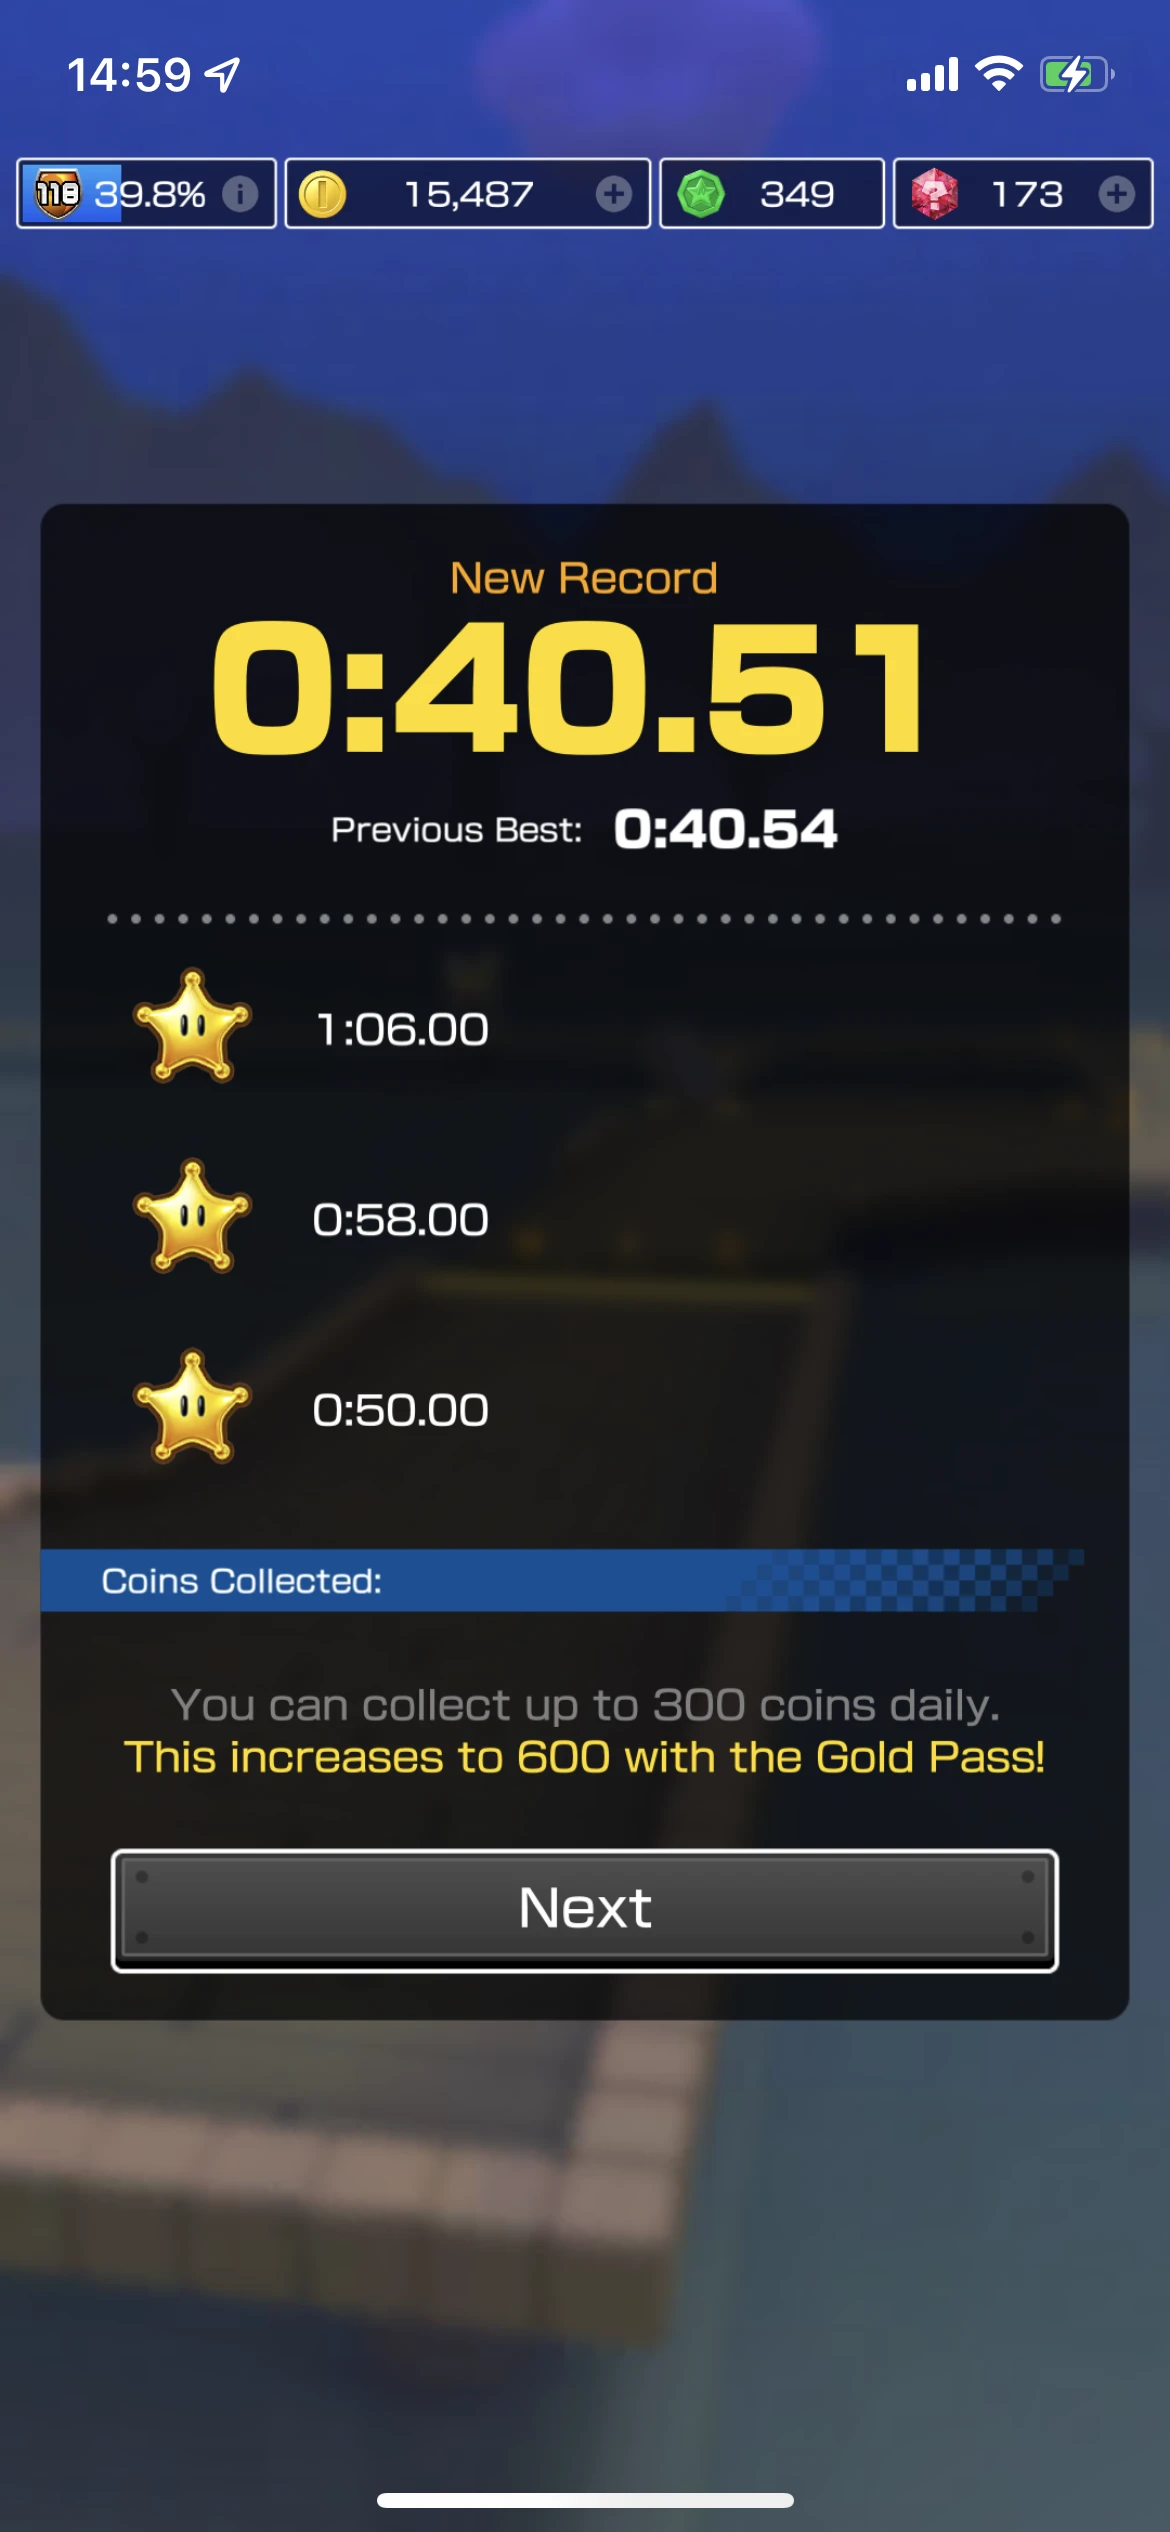 14:59
118 39.8% i
15,487 +
349
? 173 +
New Record
0:40.51
Previous Best: 0:40.54
1:06.00
0:58.00
0:50.00
Coins Collected:
You can collect up to 300 coins daily.
This increases to 600 with the Gold Pass!
Next